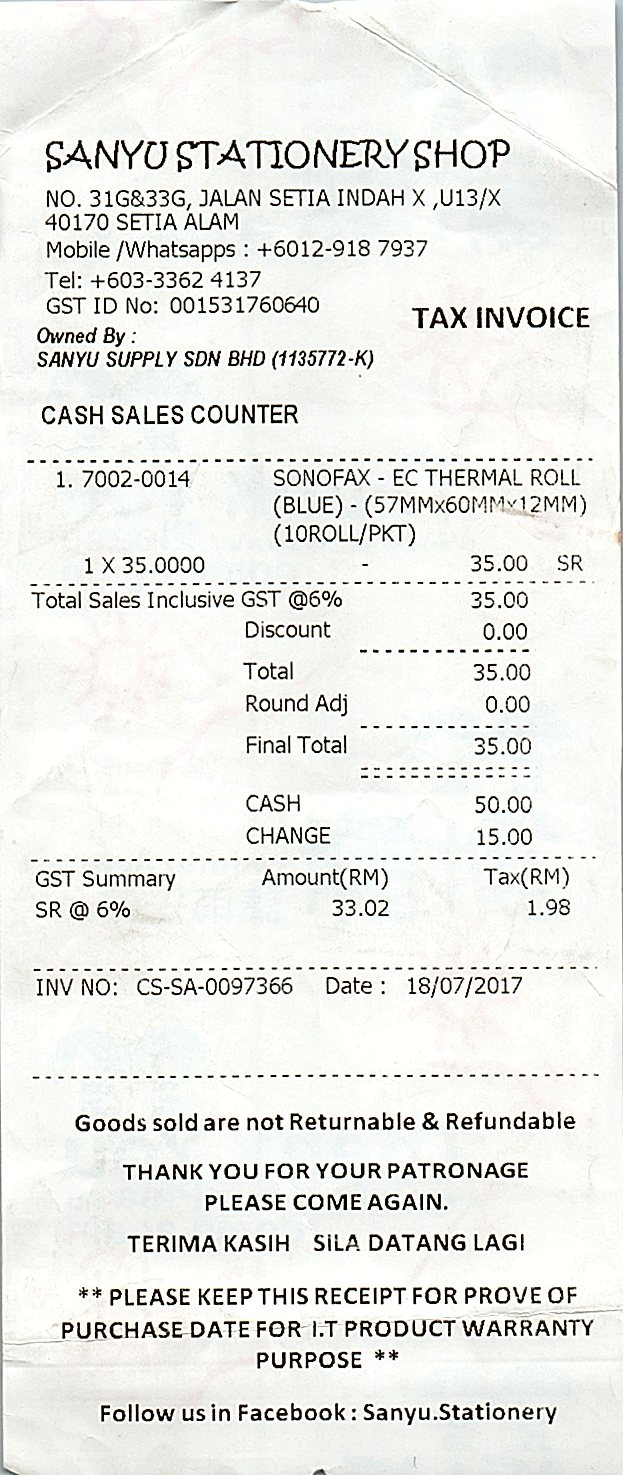 SANYU STATIONERY SHOP
NO. 31G&33G, JALAN SETIA INDAH X ,U13/X
40170 SETIA ALAM
Mobile /Whatsapps : +6012-918 7937
Tel: +603-3362 4137
GST ID No: 001531760640
TAX INVOICE
Owned By :
SANYU SUPPLY SDN BHD (1135772-K)
CASH SALES COUNTER
1. 7002-0014 SONOFAX - EC THERMAL ROLL
(BLUE) - (57MMx60MMx12MM)
(10ROLL/PKT)
1 X 35.0000 - 35.00 SR
Total Sales Inclusive GST @6% 35.00
Discount 0.00
Total 35.00
Round Adj 0.00
Final Total 35.00
CASH 50.00
CHANGE 15.00
GST Summary Amount(RM) Tax(RM)
SR @ 6% 33.02 1.98
INV NO: CS-SA-0097366 Date : 18/07/2017
Goods sold are not Returnable & Refundable
THANK YOU FOR YOUR PATRONAGE
PLEASE COME AGAIN.
TERIMA KASIH SiLA DATANG LAGI
** PLEASE KEEP THIS RECEIPT FOR PROVE OF
PURCHASE DATE FOR I.T PRODUCT WARRANTY
PURPOSE **
Follow us in Facebook : Sanyu.Stationery